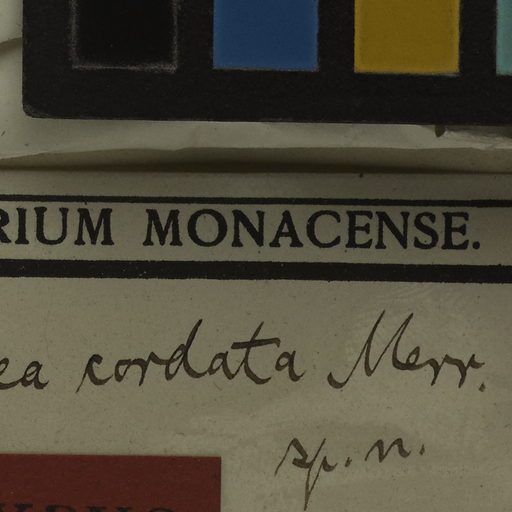 RIUM MONACENSE.
ea cordata Merr.
sp. n.